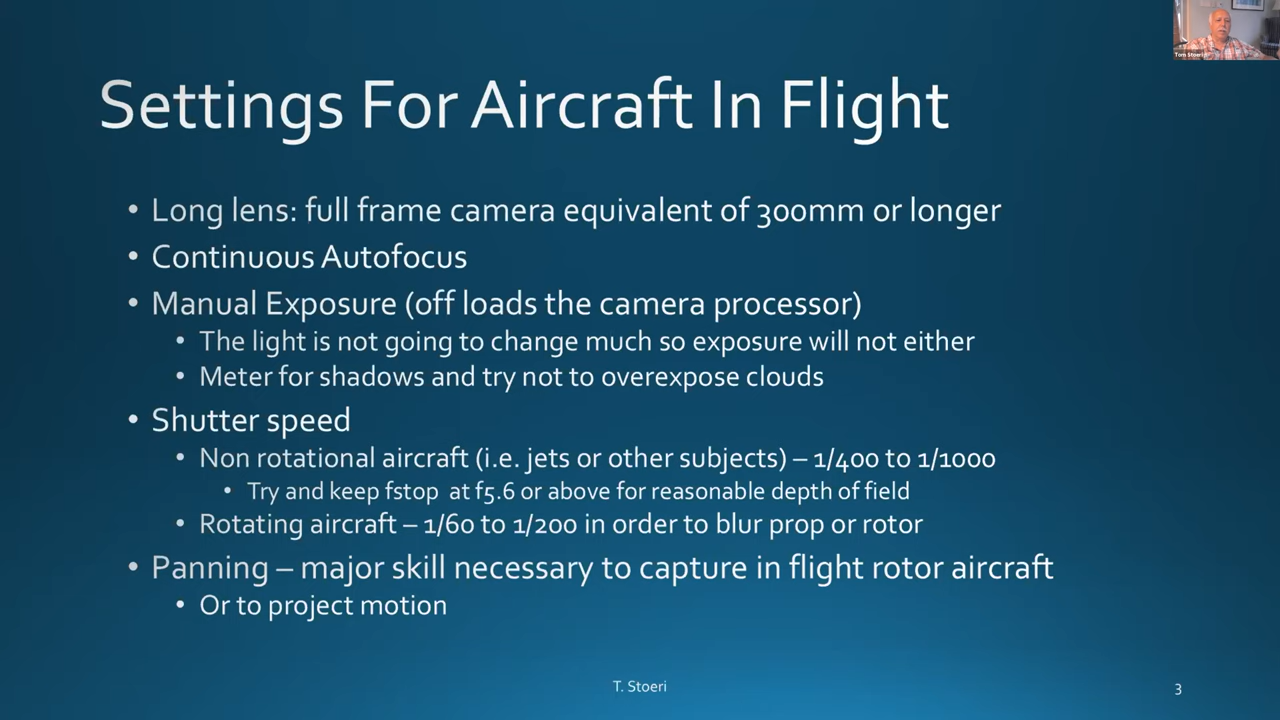 Tom Stoeri
Settings For Aircraft In Flight
• Long lens: full frame camera equivalent of 300mm or longer
• Continuous Autofocus
• Manual Exposure (off loads the camera processor)
• The light is not going to change much so exposure will not either
• Meter for shadows and try not to overexpose clouds
• Shutter speed
• Non rotational aircraft (i.e. jets or other subjects) – 1/400 to 1/1000
• Try and keep fstop at f5.6 or above for reasonable depth of field
• Rotating aircraft – 1/60 to 1/200 in order to blur prop or rotor
• Panning – major skill necessary to capture in flight rotor aircraft
• Or to project motion
T. Stoeri
3